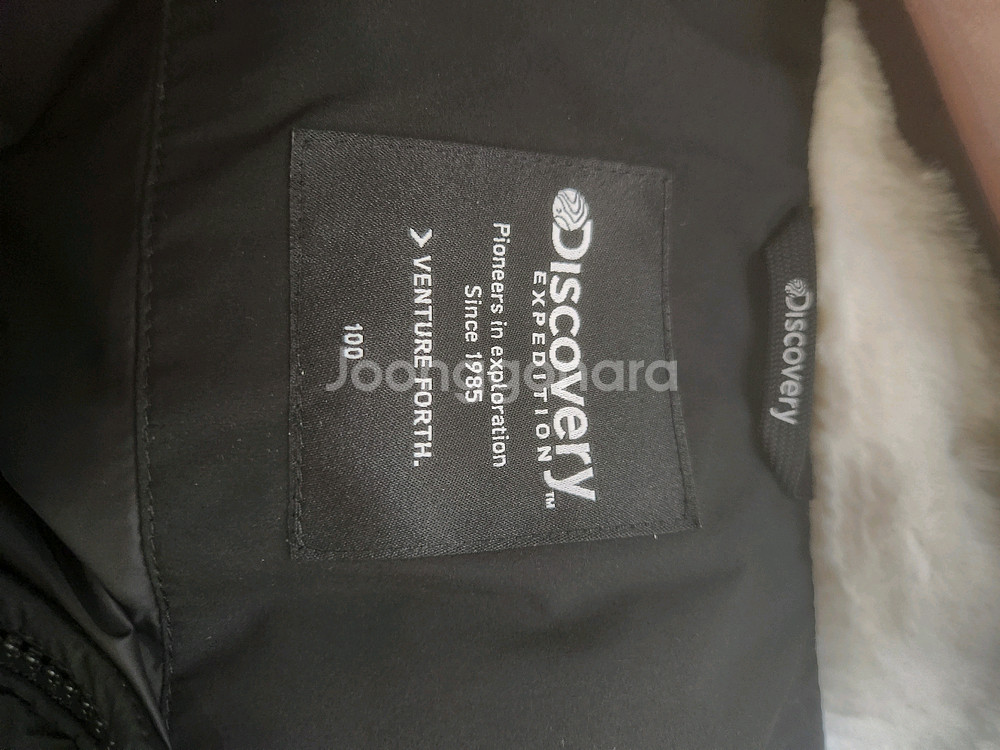 Discovery
Discovery
EXPEDITION™
Pioneers in exploration
Since 1985
> VENTURE FORTH.
100
Joonggonara